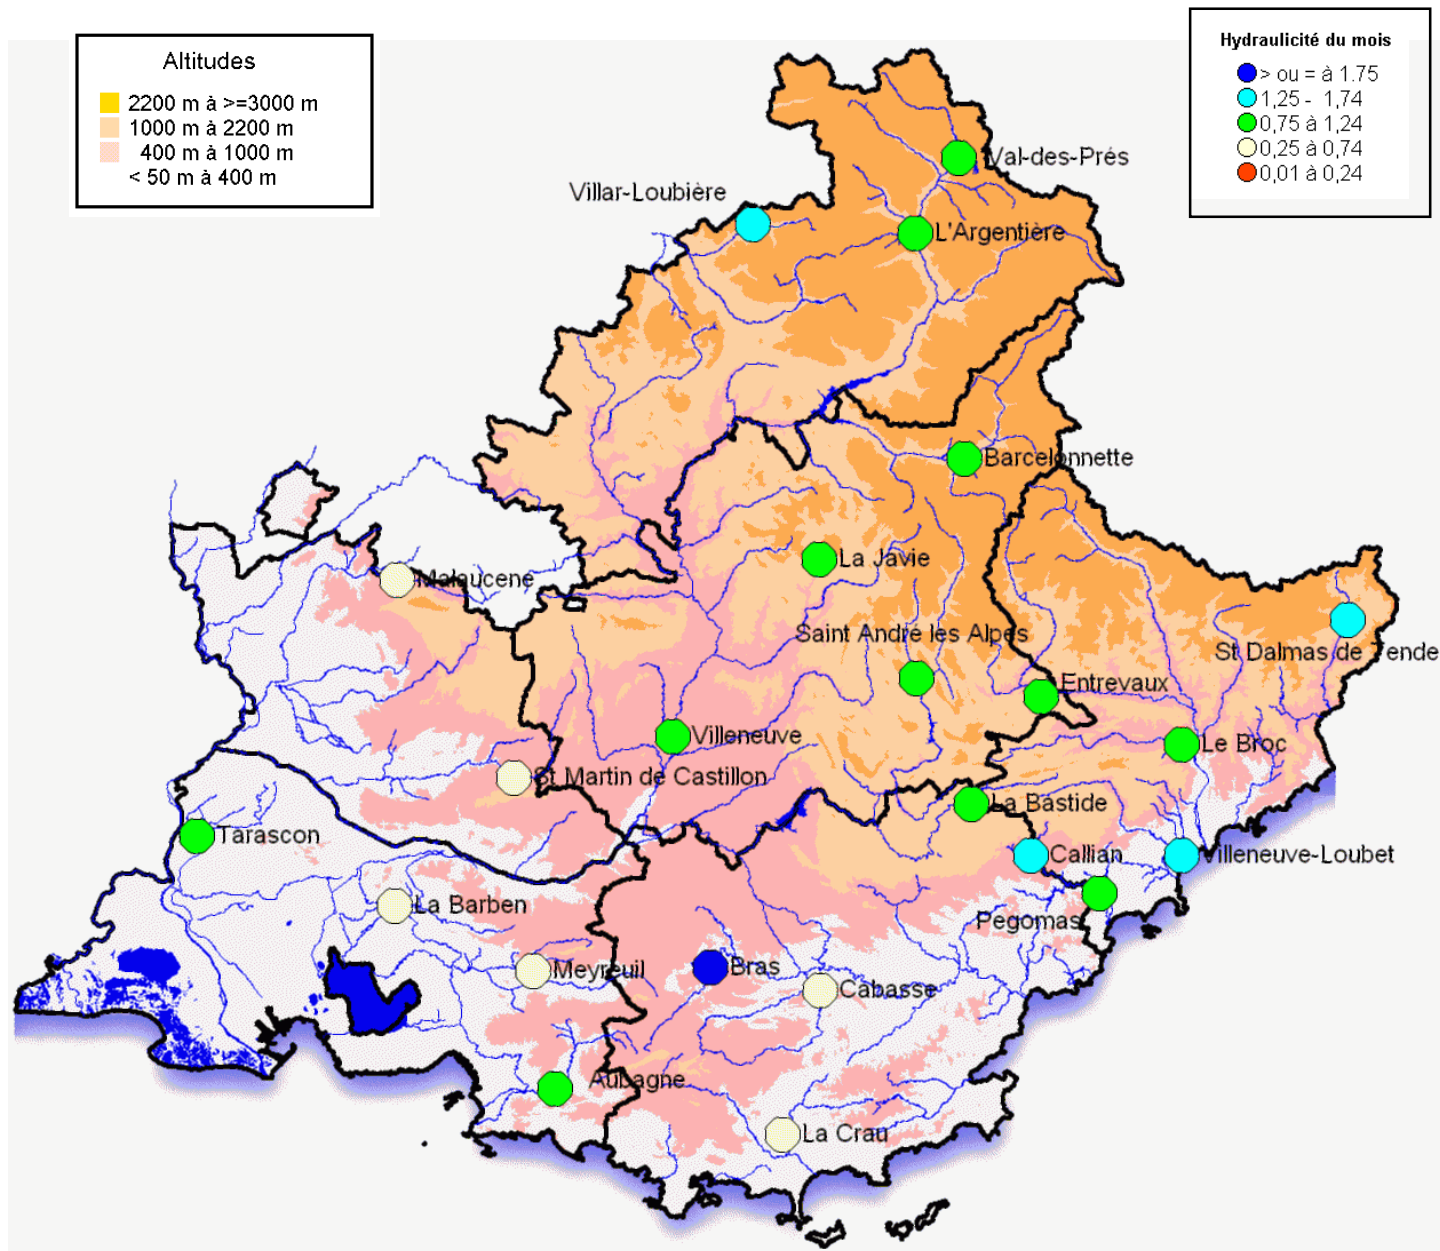 Altitudes
2200 m à >=3000 m
1000 m à 2200 m
400 m à 1000 m
< 50 m à 400 m
Hydraulicité du mois
> ou = à 1.75
1,25 - 1,74
0,75 à 1,24
0,25 à 0,74
0,01 à 0,24
Val-des-Prés
Villar-Loubière
L'Argentière
Barcelonnette
La Javie
Malaucene
Saint André les Alpes
St Dalmas de Tende
Entrevaux
Villeneuve
Le Broc
St Martin de Castillon
La Bastide
Tarascon
Callian
Villeneuve-Loubet
La Barben
Pegomas
Meyreuil
Bras
Cabasse
Aubagne
La Crau